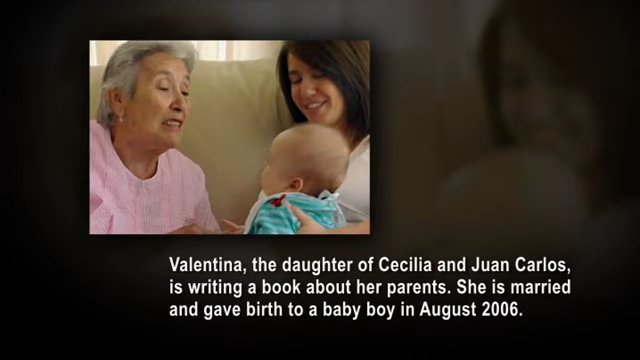 Valentina, the daughter of Cecilia and Juan Carlos,
is writing a book about her parents. She is married
and gave birth to a baby boy in August 2006.